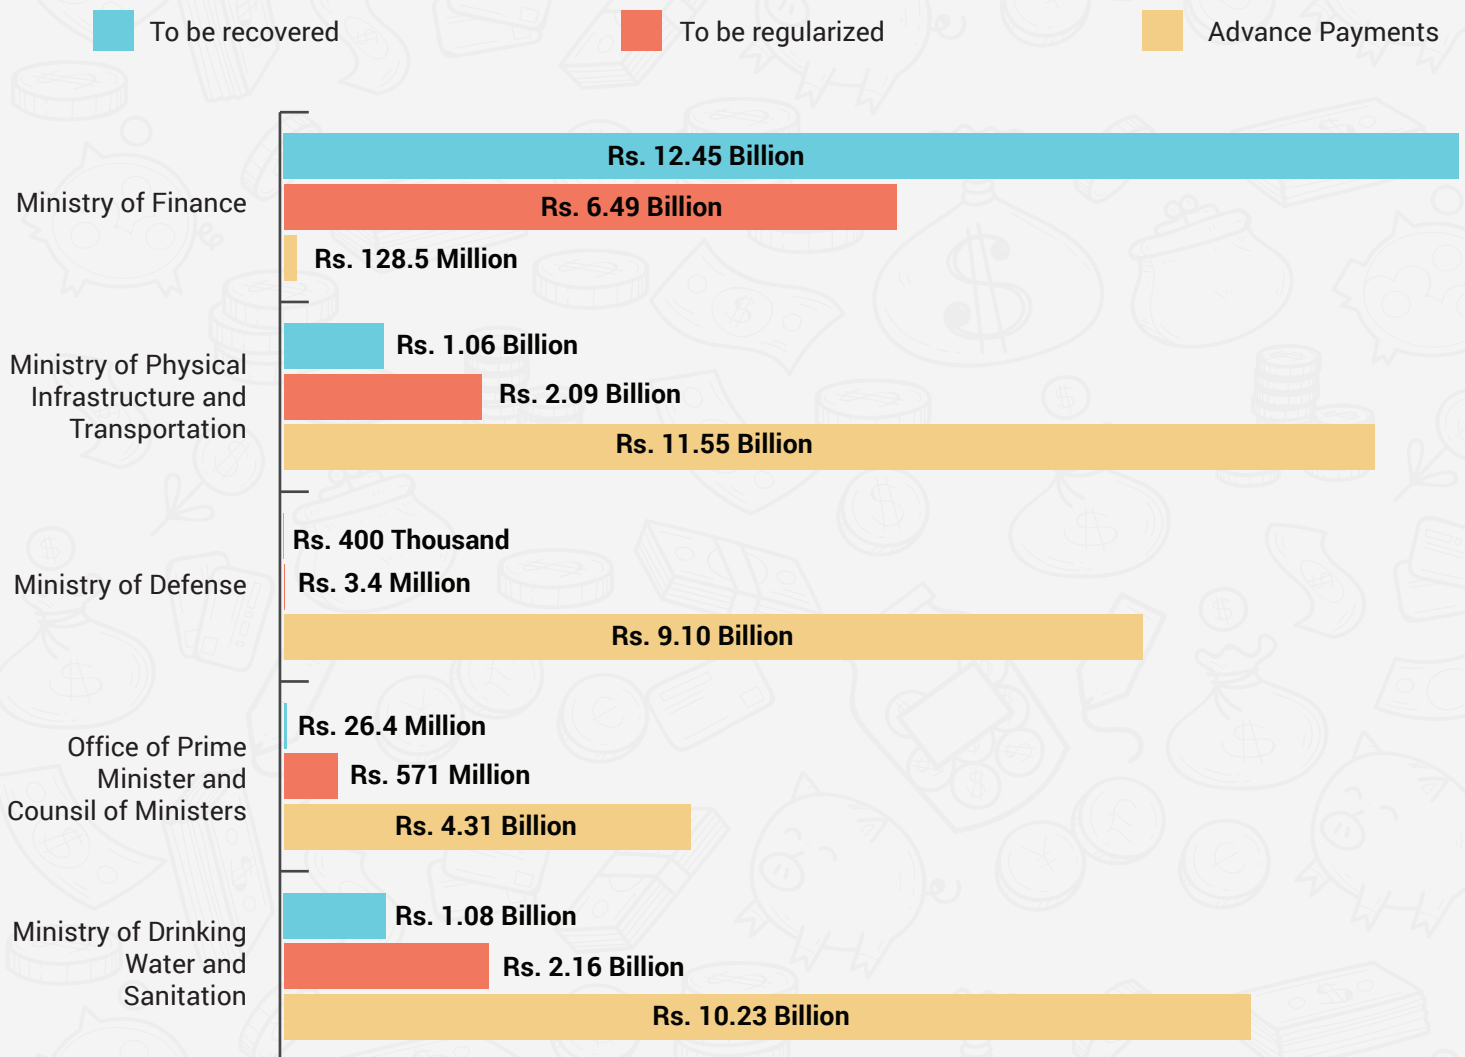 To be recovered
To be regularized
Advance Payments
Ministry of Finance
Rs. 12.45 Billion
Rs. 6.49 Billion
Rs. 128.5 Million
Ministry of Physical
Infrastructure and
Transportation
Rs. 1.06 Billion
Rs. 2.09 Billion
Rs. 11.55 Billion
Ministry of Defense
Rs. 400 Thousand
Rs. 3.4 Million
Rs. 9.10 Billion
Office of Prime
Minister and
Counsil of Ministers
Rs. 26.4 Million
Rs. 571 Million
Rs. 4.31 Billion
Ministry of Drinking
Water and
Sanitation
Rs. 1.08 Billion
Rs. 2.16 Billion
Rs. 10.23 Billion